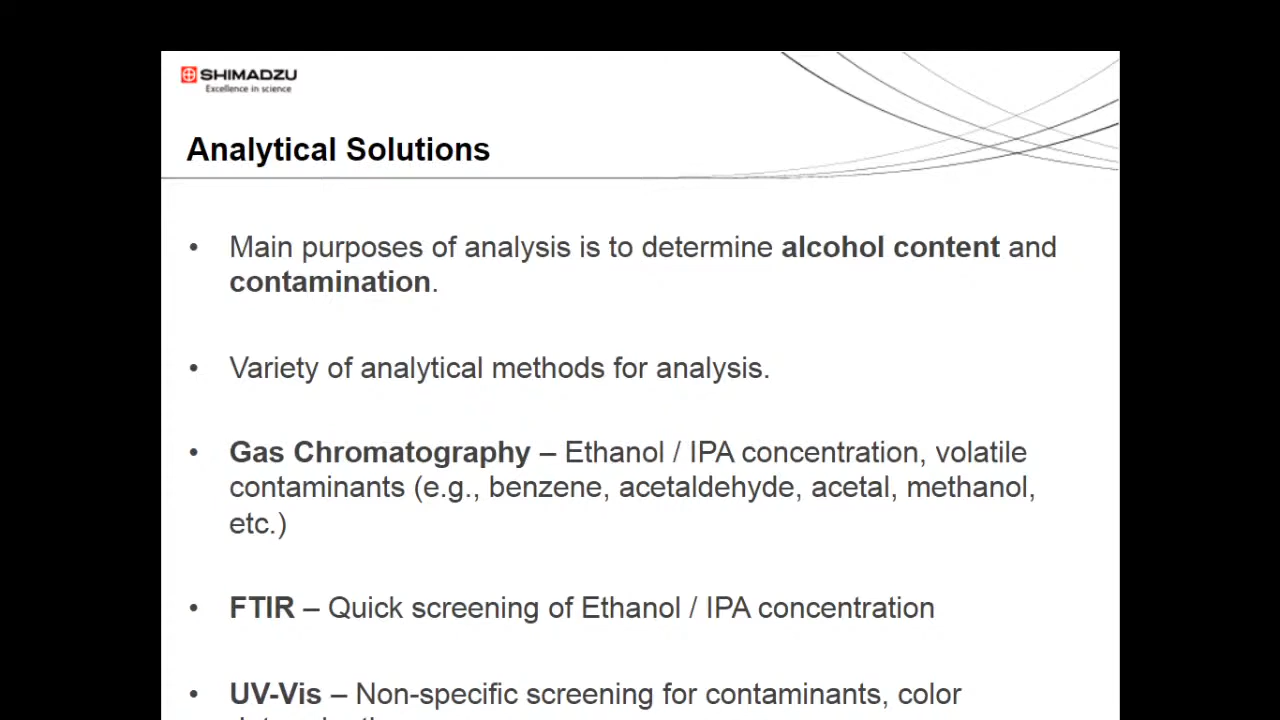 SHIMADZU
Excellence in science
Analytical Solutions
• Main purposes of analysis is to determine alcohol content and
contamination.
• Variety of analytical methods for analysis.
• Gas Chromatography – Ethanol / IPA concentration, volatile
contaminants (e.g., benzene, acetaldehyde, acetal, methanol,
etc.)
• FTIR – Quick screening of Ethanol / IPA concentration
• UV-Vis – Non-specific screening for contaminants, color